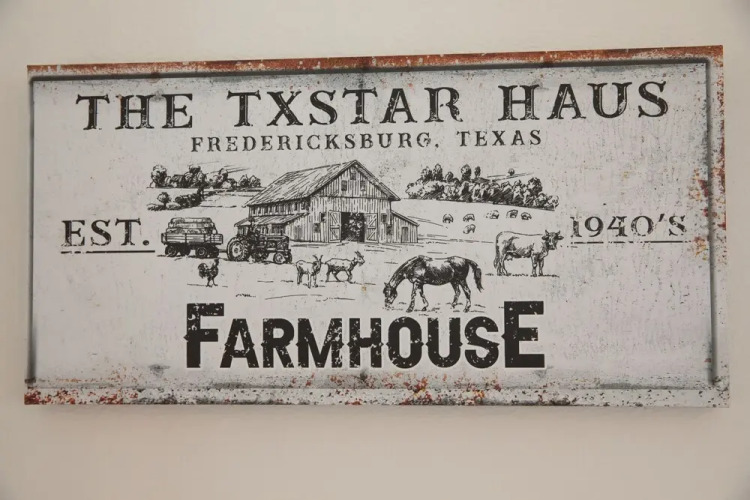 THE TXSTAR HAUS
FREDERICKSBURG, TEXAS
EST. 1940'S
FARMHOUSE